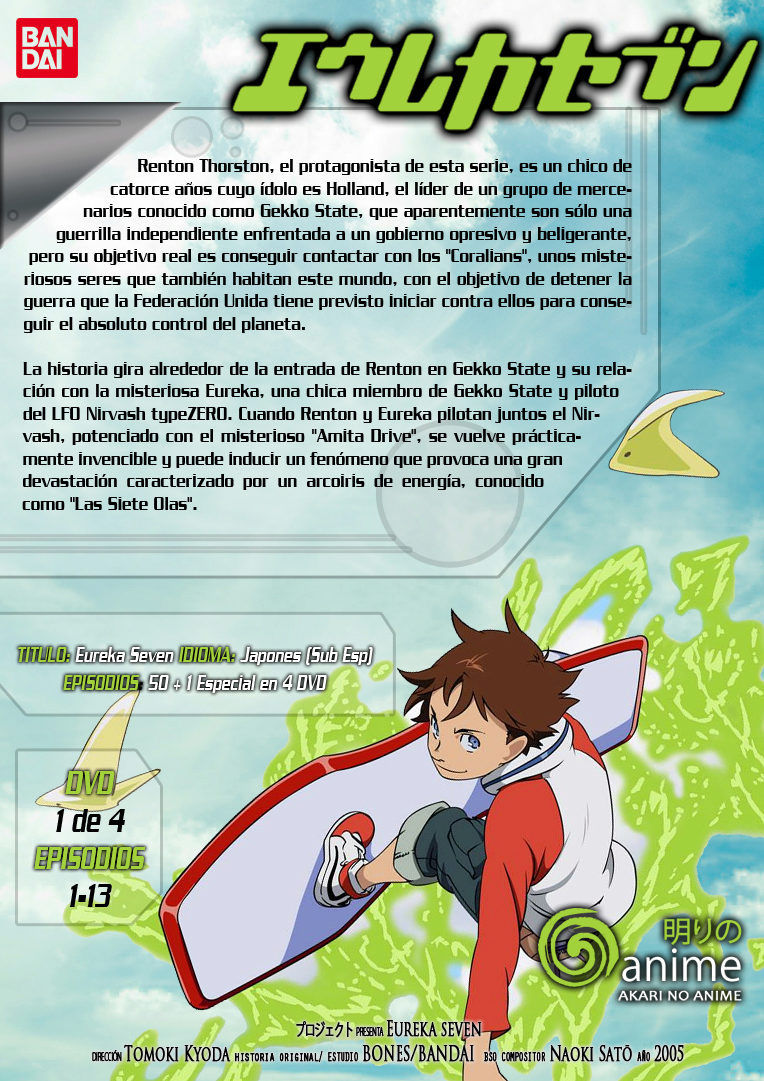 BAN
DAI
エウレカセブン
Renton Thorston, el protagonista de esta serie, es un chico de
catorce años cuyo ídolo es Holland, el líder de un grupo de merce-
narios conocido como Gekko State, que aparentemente son sólo una
guerrilla independiente enfrentada a un gobierno opresivo y beligerante,
pero su objetivo real es conseguir contactar con los "Coralians", unos miste-
riosos seres que también habitan este mundo, con el objetivo de detener la
guerra que la Federación Unida tiene previsto iniciar contra ellos para conse-
guir el absoluto control del planeta.
La historia gira alrededor de la entrada de Renton en Gekko State y su rela-
ción con la misteriosa Eureka, una chica miembro de Gekko State y piloto
del LFO Nirvash typeZERO. Cuando Renton y Eureka pilotan juntos el Nir-
vash, potenciado con el misterioso "Amita Drive", se vuelve práctica-
mente invencible y puede inducir un fenómeno que provoca una gran
devastación caracterizado por un arcoiris de energía, conocido
como "Las Siete Olas".
TITULO: Eureka Seven IDIOMA: Japones (Sub Esp)
EPISODIOS: 50 + 1 Especial en 4 DVD
DVD
1 de 4
EPISODIOS
1-13
明りの
anime
AKARI NO ANIME
プロジェクト PRESENTA EUREKA SEVEN
DIRECCIÓN TOMOKI KYODA HISTORIA ORIGINAL/ ESTUDIO BONES/BANDAI BSO COMPOSITOR NAOKI SATŌ AÑO 2005